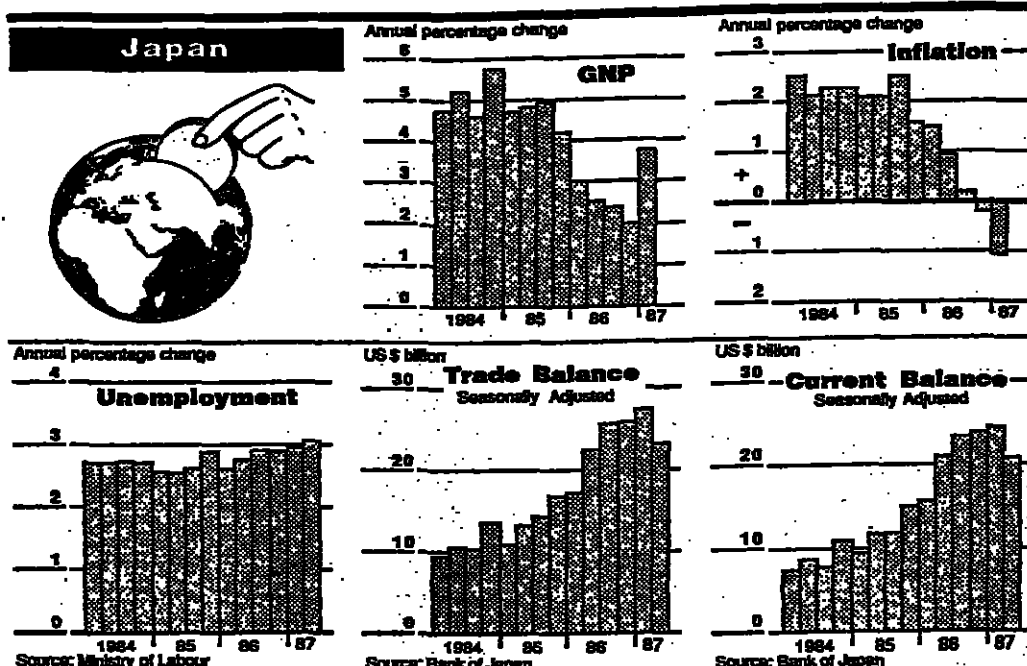 Japan
Annual percentage change
6
GNP
5
4
3
2
1
0
1984 85 86 87
Annual percentage change
3
Inflation
2
1
+
0
−
1
2
1984 85 86 87
Annual percentage change
4
Unemployment
3
2
1
0
1984 85 86 87
Source: Ministry of Labour
US $ billion
30
Trade Balance
Seasonally Adjusted
20
10
0
1984 85 86 87
Source: Bank of Japan
US $ billion
30
Current Balance
Seasonally Adjusted
20
10
0
1984 85 86 87
Source: Bank of Japan